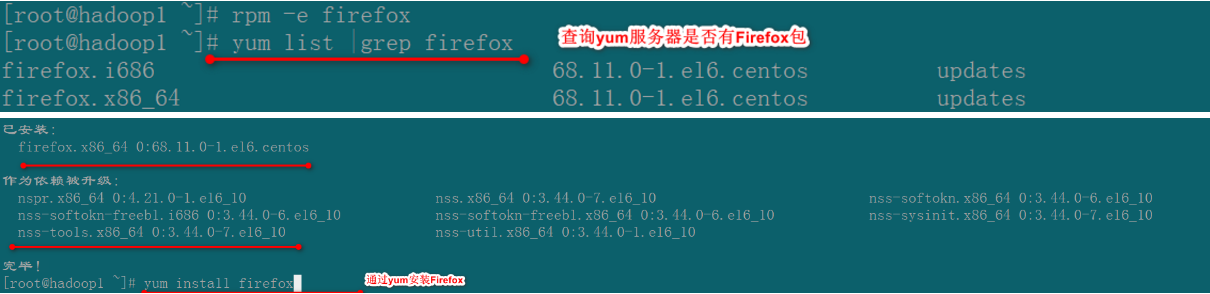 [root@hadoop1 ~]# rpm -e firefox
[root@hadoop1 ~]# yum list |grep firefox 查询yum服务器是否有Firefox包
firefox.i686 68.11.0-1.el6.centos updates
firefox.x86_64 68.11.0-1.el6.centos updates
已安装:
firefox.x86_64 0:68.11.0-1.el6.centos
作为依赖被升级:
nspr.x86_64 0:4.21.0-1.el6_10 nss.x86_64 0:3.44.0-7.el6_10 nss-softokn.x86_64 0:3.44.0-6.el6_10
nss-softokn-freebl.i686 0:3.44.0-6.el6_10 nss-softokn-freebl.x86_64 0:3.44.0-6.el6_10 nss-sysinit.x86_64 0:3.44.0-7.el6_10
nss-tools.x86_64 0:3.44.0-7.el6_10 nss-util.x86_64 0:3.44.0-1.el6_10
完毕!
[root@hadoop1 ~]# yum install firefox 通过yum安装Firefox